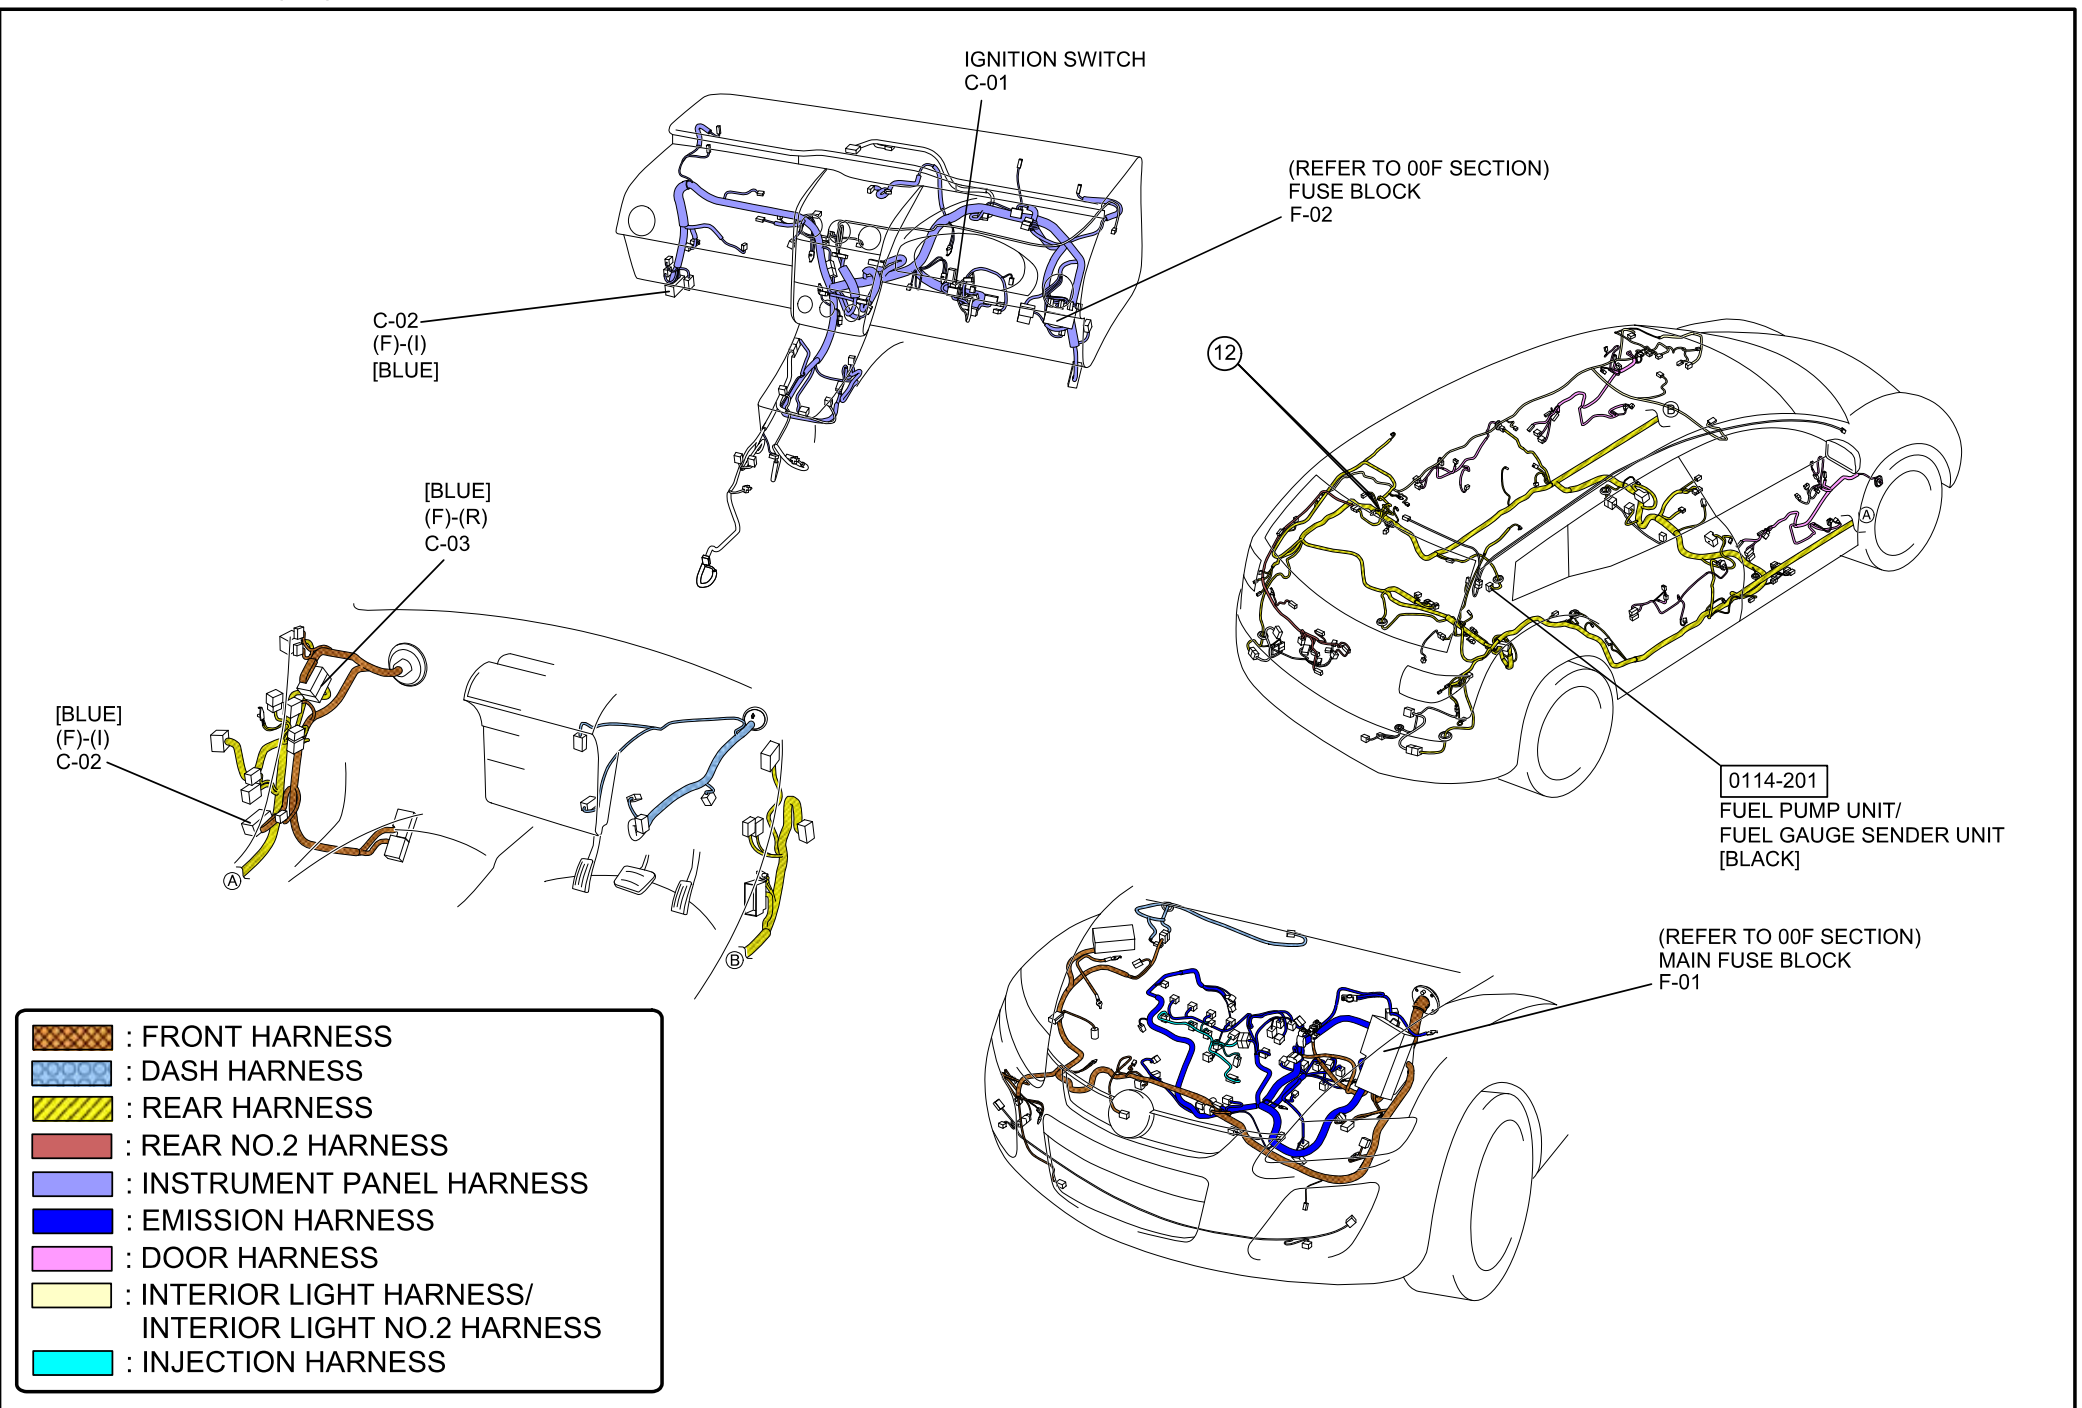 IGNITION SWITCH
C-01
(REFER TO 00F SECTION)
FUSE BLOCK
F-02
C-02
(F)-(I)
[BLUE]
12
B
A
[BLUE]
(F)-(R)
C-03
[BLUE]
(F)-(I)
C-02
A
B
0114-201
FUEL PUMP UNIT/
FUEL GAUGE SENDER UNIT
[BLACK]
(REFER TO 00F SECTION)
MAIN FUSE BLOCK
F-01
: FRONT HARNESS
: DASH HARNESS
: REAR HARNESS
: REAR NO.2 HARNESS
: INSTRUMENT PANEL HARNESS
: EMISSION HARNESS
: DOOR HARNESS
: INTERIOR LIGHT HARNESS/
INTERIOR LIGHT NO.2 HARNESS
: INJECTION HARNESS